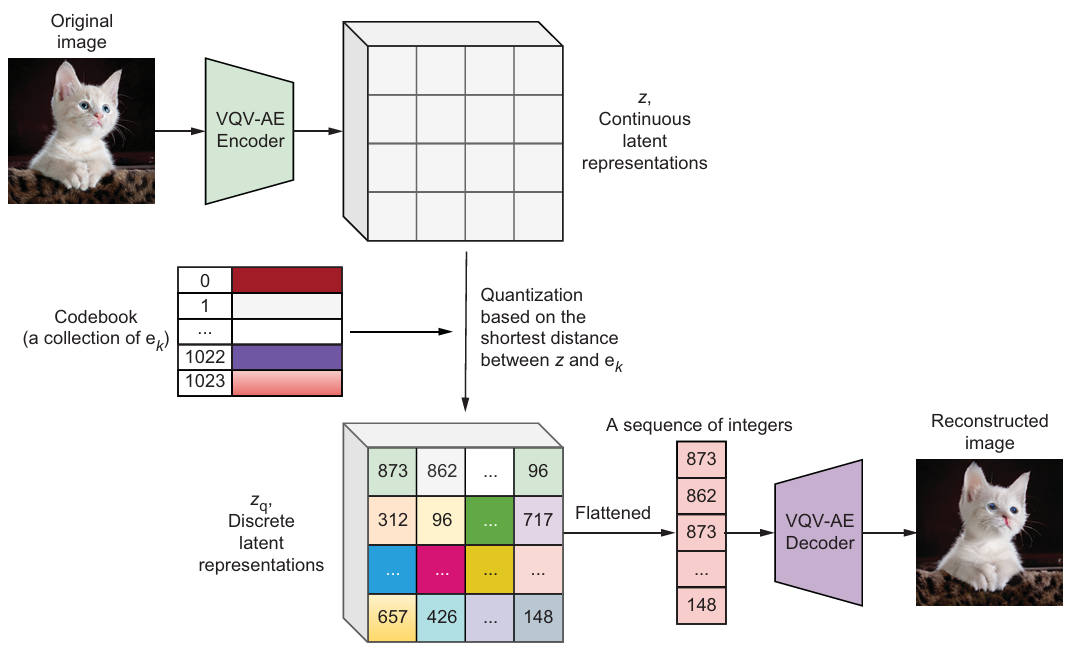 Original
image
VQV-AE
Encoder
z,
Continuous
latent
representations
0
1
...
1022
1023
Codebook
(a collection of ek)
Quantization
based on the
shortest distance
between z and ek
zq,
Discrete
latent
representations
873 862 ... 96
312 96 ... 717
... ... ... ...
657 426 ... 148
Flattened
A sequence of integers
873
862
873
...
148
VQV-AE
Decoder
Reconstructed
image